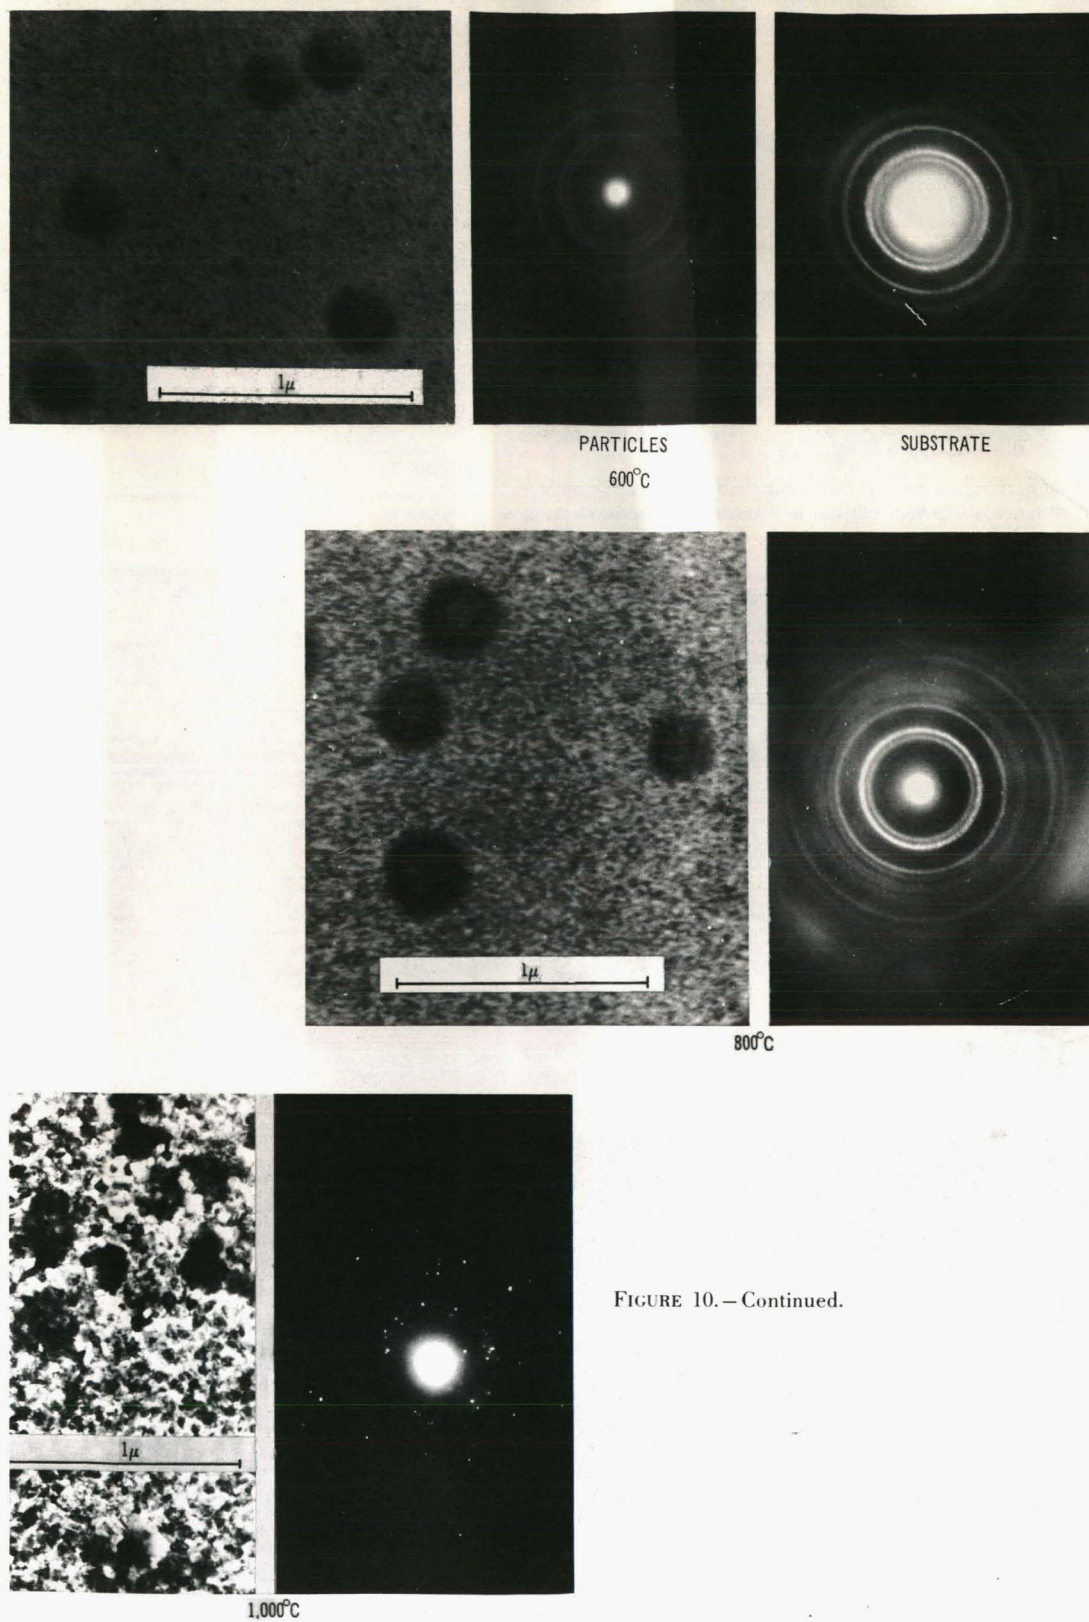 1μ
PARTICLES
SUBSTRATE
600°C
1μ
800°C
FIGURE 10.—Continued.
1μ
1,000°C